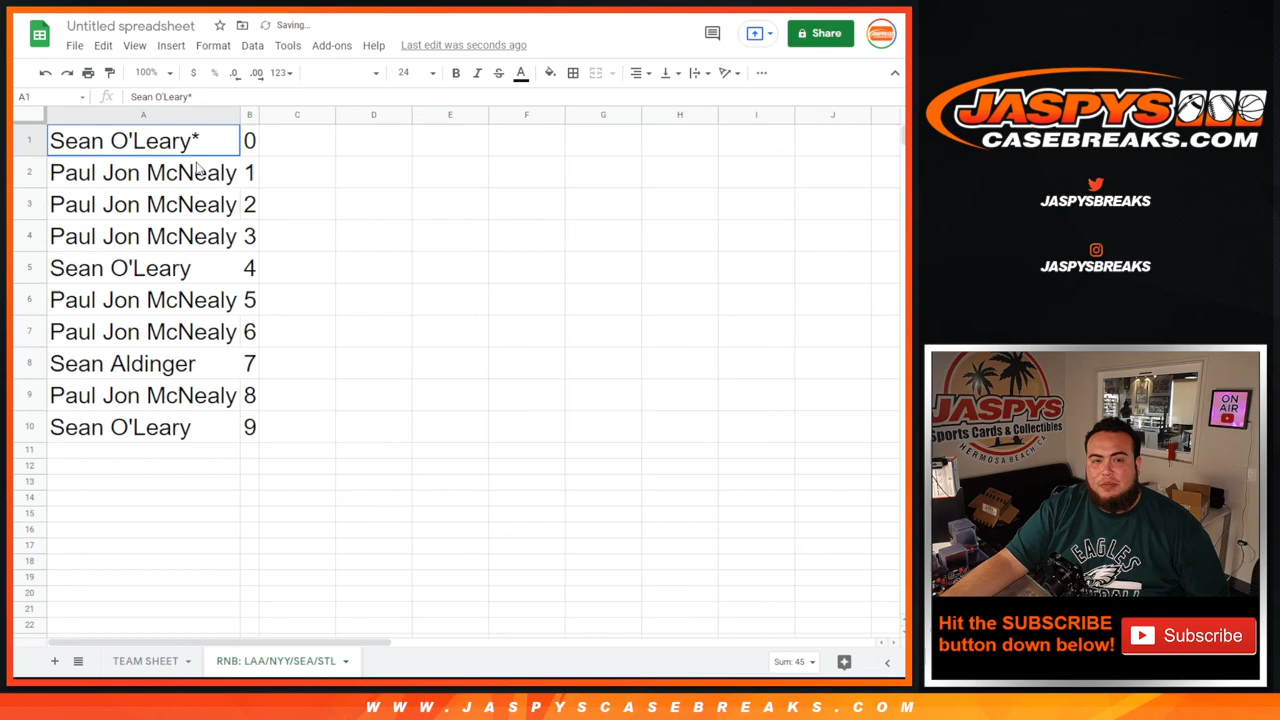 Untitled spreadsheet
Saving...
File Edit View Insert Format Data Tools Add-ons Help Last edit was seconds ago
Share
100% $ % .0 .00 123 24 B I S A
A1 fx Sean O'Leary*
A B C D E F G H I J
1 Sean O'Leary* 0
2 Paul Jon McNealy 1
3 Paul Jon McNealy 2
4 Paul Jon McNealy 3
5 Sean O'Leary 4
6 Paul Jon McNealy 5
7 Paul Jon McNealy 6
8 Sean Aldinger 7
9 Paul Jon McNealy 8
10 Sean O'Leary 9
11
12
13
14
15
16
17
18
19
20
21
22
TEAM SHEET
RNB: LAA/NYY/SEA/STL
Sum: 45
JASPYS
CASEBREAKS.COM
JASPYSBREAKS
JASPYSBREAKS
JASPYS
Sports Cards & Collectibles
HERMOSA BEACH, CA
ON
AIR
EAGLES
FOOTBALL
Hit the SUBSCRIBE
button down below!
Subscribe
WWW.JASPYSCASEBREAKS.COM